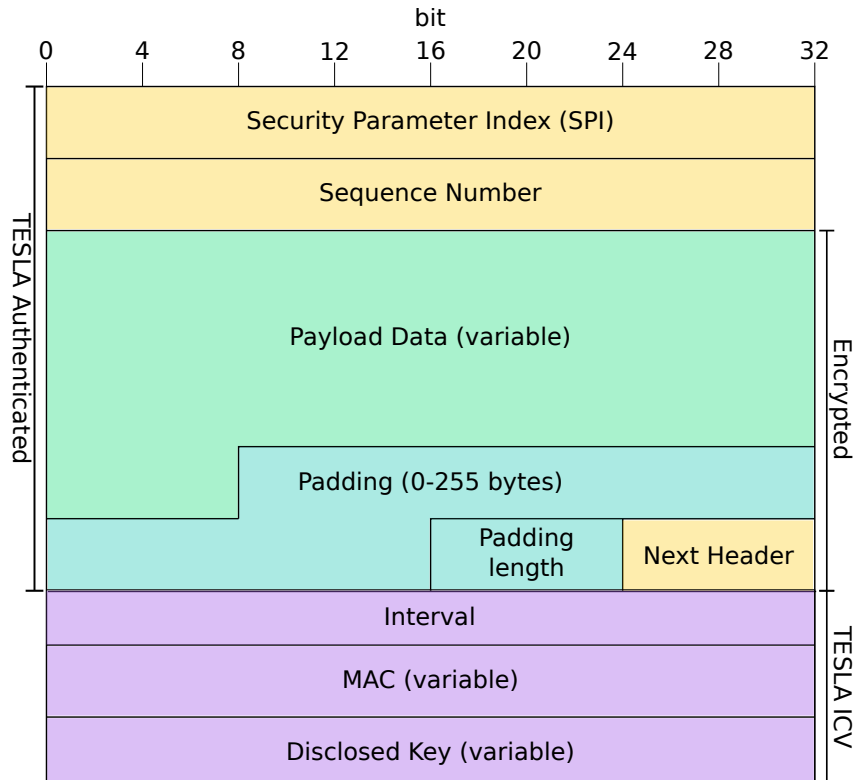 bit
0 4 8 12 16 20 24 28 32
Security Parameter Index (SPI)
Sequence Number
TESLA Authenticated
Payload Data (variable)
Encrypted
Padding (0-255 bytes)
Padding
length
Next Header
Interval
MAC (variable)
TESLA ICV
Disclosed Key (variable)